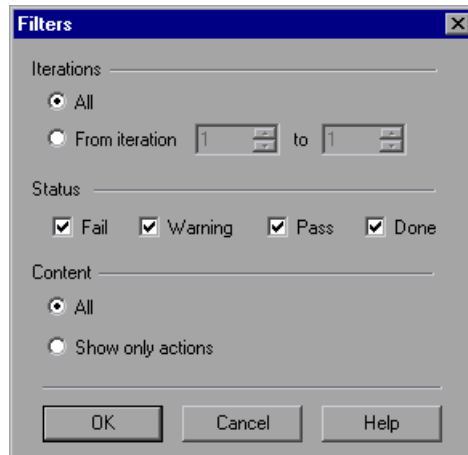 Filters
Iterations
All
From iteration 1 to 1
Status
Fail Warning Pass Done
Content
All
Show only actions
OK Cancel Help